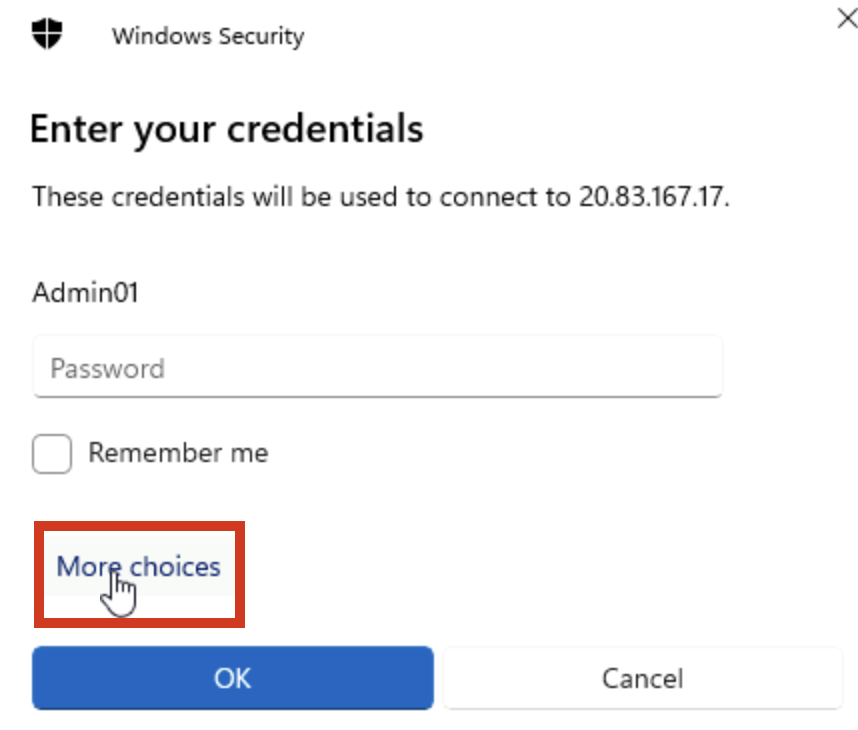 Windows Security
Enter your credentials
These credentials will be used to connect to 20.83.167.17.
Admin01
Password
Remember me
More choices
OK
Cancel